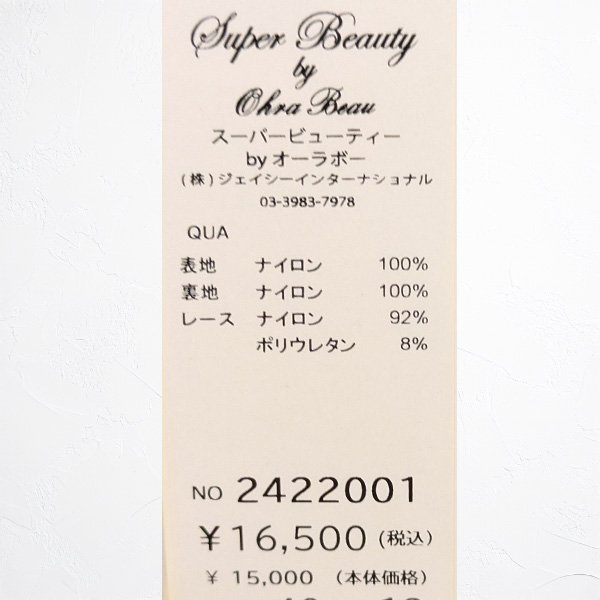 Super Beauty
by
Ohra Beau
スーパービューティー
by オーラボー
(株)ジェイシーインターナショナル
03-3983-7978
QUA
表地 ナイロン 100%
裏地 ナイロン 100%
レース ナイロン 92%
ポリウレタン 8%
NO 2422001
¥16,500 (税込)
¥ 15,000 (本体価格)